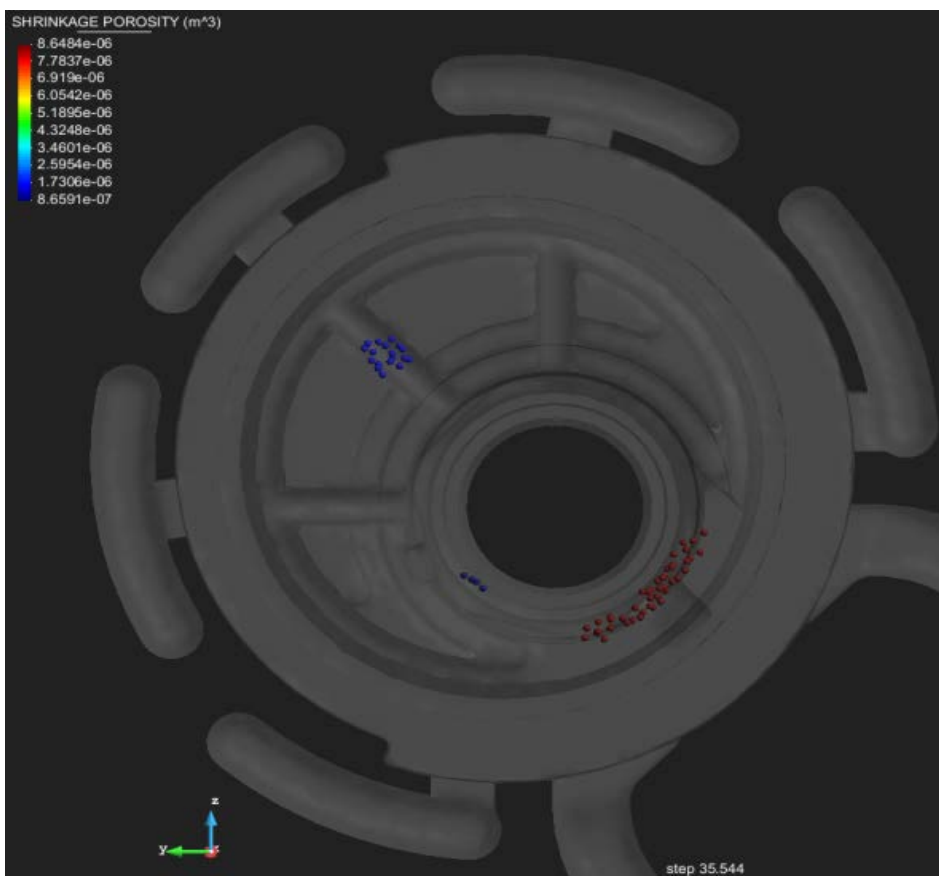 SHRINKAGE POROSITY (m^3)
8.6484e-06
7.7837e-06
6.919e-06
6.0542e-06
5.1895e-06
4.3248e-06
3.4601e-06
2.5954e-06
1.7306e-06
8.6591e-07
z
y
step 35.544